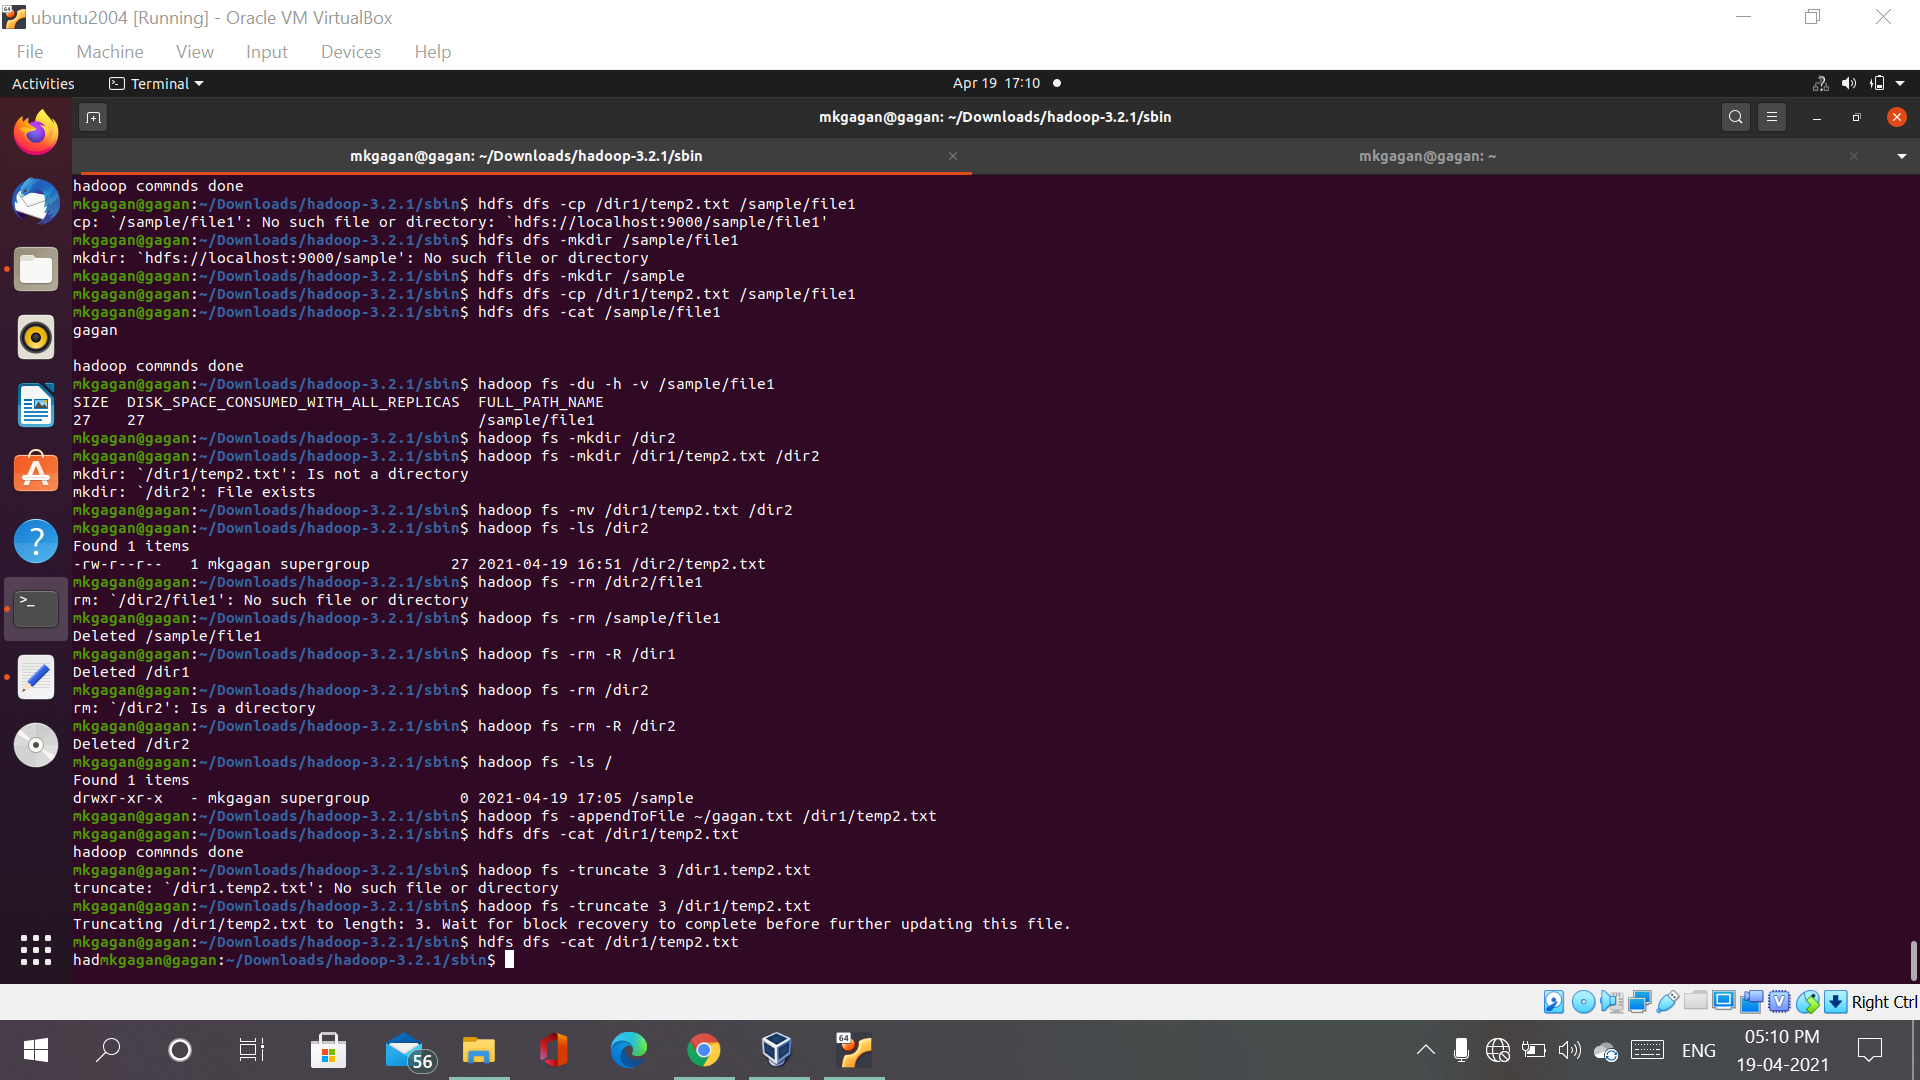 ubuntu2004 [Running] - Oracle VM VirtualBox
File Machine View Input Devices Help
Activities Terminal Apr 19 17:10
mkgagan@gagan: ~/Downloads/hadoop-3.2.1/sbin
mkgagan@gagan: ~/Downloads/hadoop-3.2.1/sbin mkgagan@gagan: ~
hadoop commnds done
mkgagan@gagan:~/Downloads/hadoop-3.2.1/sbin$ hdfs dfs -cp /dir1/temp2.txt /sample/file1
cp: `/sample/file1': No such file or directory: `hdfs://localhost:9000/sample/file1'
mkgagan@gagan:~/Downloads/hadoop-3.2.1/sbin$ hdfs dfs -mkdir /sample/file1
mkdir: `hdfs://localhost:9000/sample': No such file or directory
mkgagan@gagan:~/Downloads/hadoop-3.2.1/sbin$ hdfs dfs -mkdir /sample
mkgagan@gagan:~/Downloads/hadoop-3.2.1/sbin$ hdfs dfs -cp /dir1/temp2.txt /sample/file1
mkgagan@gagan:~/Downloads/hadoop-3.2.1/sbin$ hdfs dfs -cat /sample/file1
gagan
hadoop commnds done
mkgagan@gagan:~/Downloads/hadoop-3.2.1/sbin$ hadoop fs -du -h -v /sample/file1
SIZE DISK_SPACE_CONSUMED_WITH_ALL_REPLICAS FULL_PATH_NAME
27 27 /sample/file1
mkgagan@gagan:~/Downloads/hadoop-3.2.1/sbin$ hadoop fs -mkdir /dir2
mkgagan@gagan:~/Downloads/hadoop-3.2.1/sbin$ hadoop fs -mkdir /dir1/temp2.txt /dir2
mkdir: `/dir1/temp2.txt': Is not a directory
mkdir: `/dir2': File exists
mkgagan@gagan:~/Downloads/hadoop-3.2.1/sbin$ hadoop fs -mv /dir1/temp2.txt /dir2
mkgagan@gagan:~/Downloads/hadoop-3.2.1/sbin$ hadoop fs -ls /dir2
Found 1 items
-rw-r--r-- 1 mkgagan supergroup 27 2021-04-19 16:51 /dir2/temp2.txt
mkgagan@gagan:~/Downloads/hadoop-3.2.1/sbin$ hadoop fs -rm /dir2/file1
rm: `/dir2/file1': No such file or directory
mkgagan@gagan:~/Downloads/hadoop-3.2.1/sbin$ hadoop fs -rm /sample/file1
Deleted /sample/file1
mkgagan@gagan:~/Downloads/hadoop-3.2.1/sbin$ hadoop fs -rm -R /dir1
Deleted /dir1
mkgagan@gagan:~/Downloads/hadoop-3.2.1/sbin$ hadoop fs -rm /dir2
rm: `/dir2': Is a directory
mkgagan@gagan:~/Downloads/hadoop-3.2.1/sbin$ hadoop fs -rm -R /dir2
Deleted /dir2
mkgagan@gagan:~/Downloads/hadoop-3.2.1/sbin$ hadoop fs -ls /
Found 1 items
drwxr-xr-x - mkgagan supergroup 0 2021-04-19 17:05 /sample
mkgagan@gagan:~/Downloads/hadoop-3.2.1/sbin$ hadoop fs -appendToFile ~/gagan.txt /dir1/temp2.txt
mkgagan@gagan:~/Downloads/hadoop-3.2.1/sbin$ hdfs dfs -cat /dir1/temp2.txt
hadoop commnds done
mkgagan@gagan:~/Downloads/hadoop-3.2.1/sbin$ hadoop fs -truncate 3 /dir1.temp2.txt
truncate: `/dir1.temp2.txt': No such file or directory
mkgagan@gagan:~/Downloads/hadoop-3.2.1/sbin$ hadoop fs -truncate 3 /dir1/temp2.txt
Truncating /dir1/temp2.txt to length: 3. Wait for block recovery to complete before further updating this file.
mkgagan@gagan:~/Downloads/hadoop-3.2.1/sbin$ hdfs dfs -cat /dir1/temp2.txt
hadmkgagan@gagan:~/Downloads/hadoop-3.2.1/sbin$
Right Ctrl
56
64
ENG
05:10 PM
19-04-2021